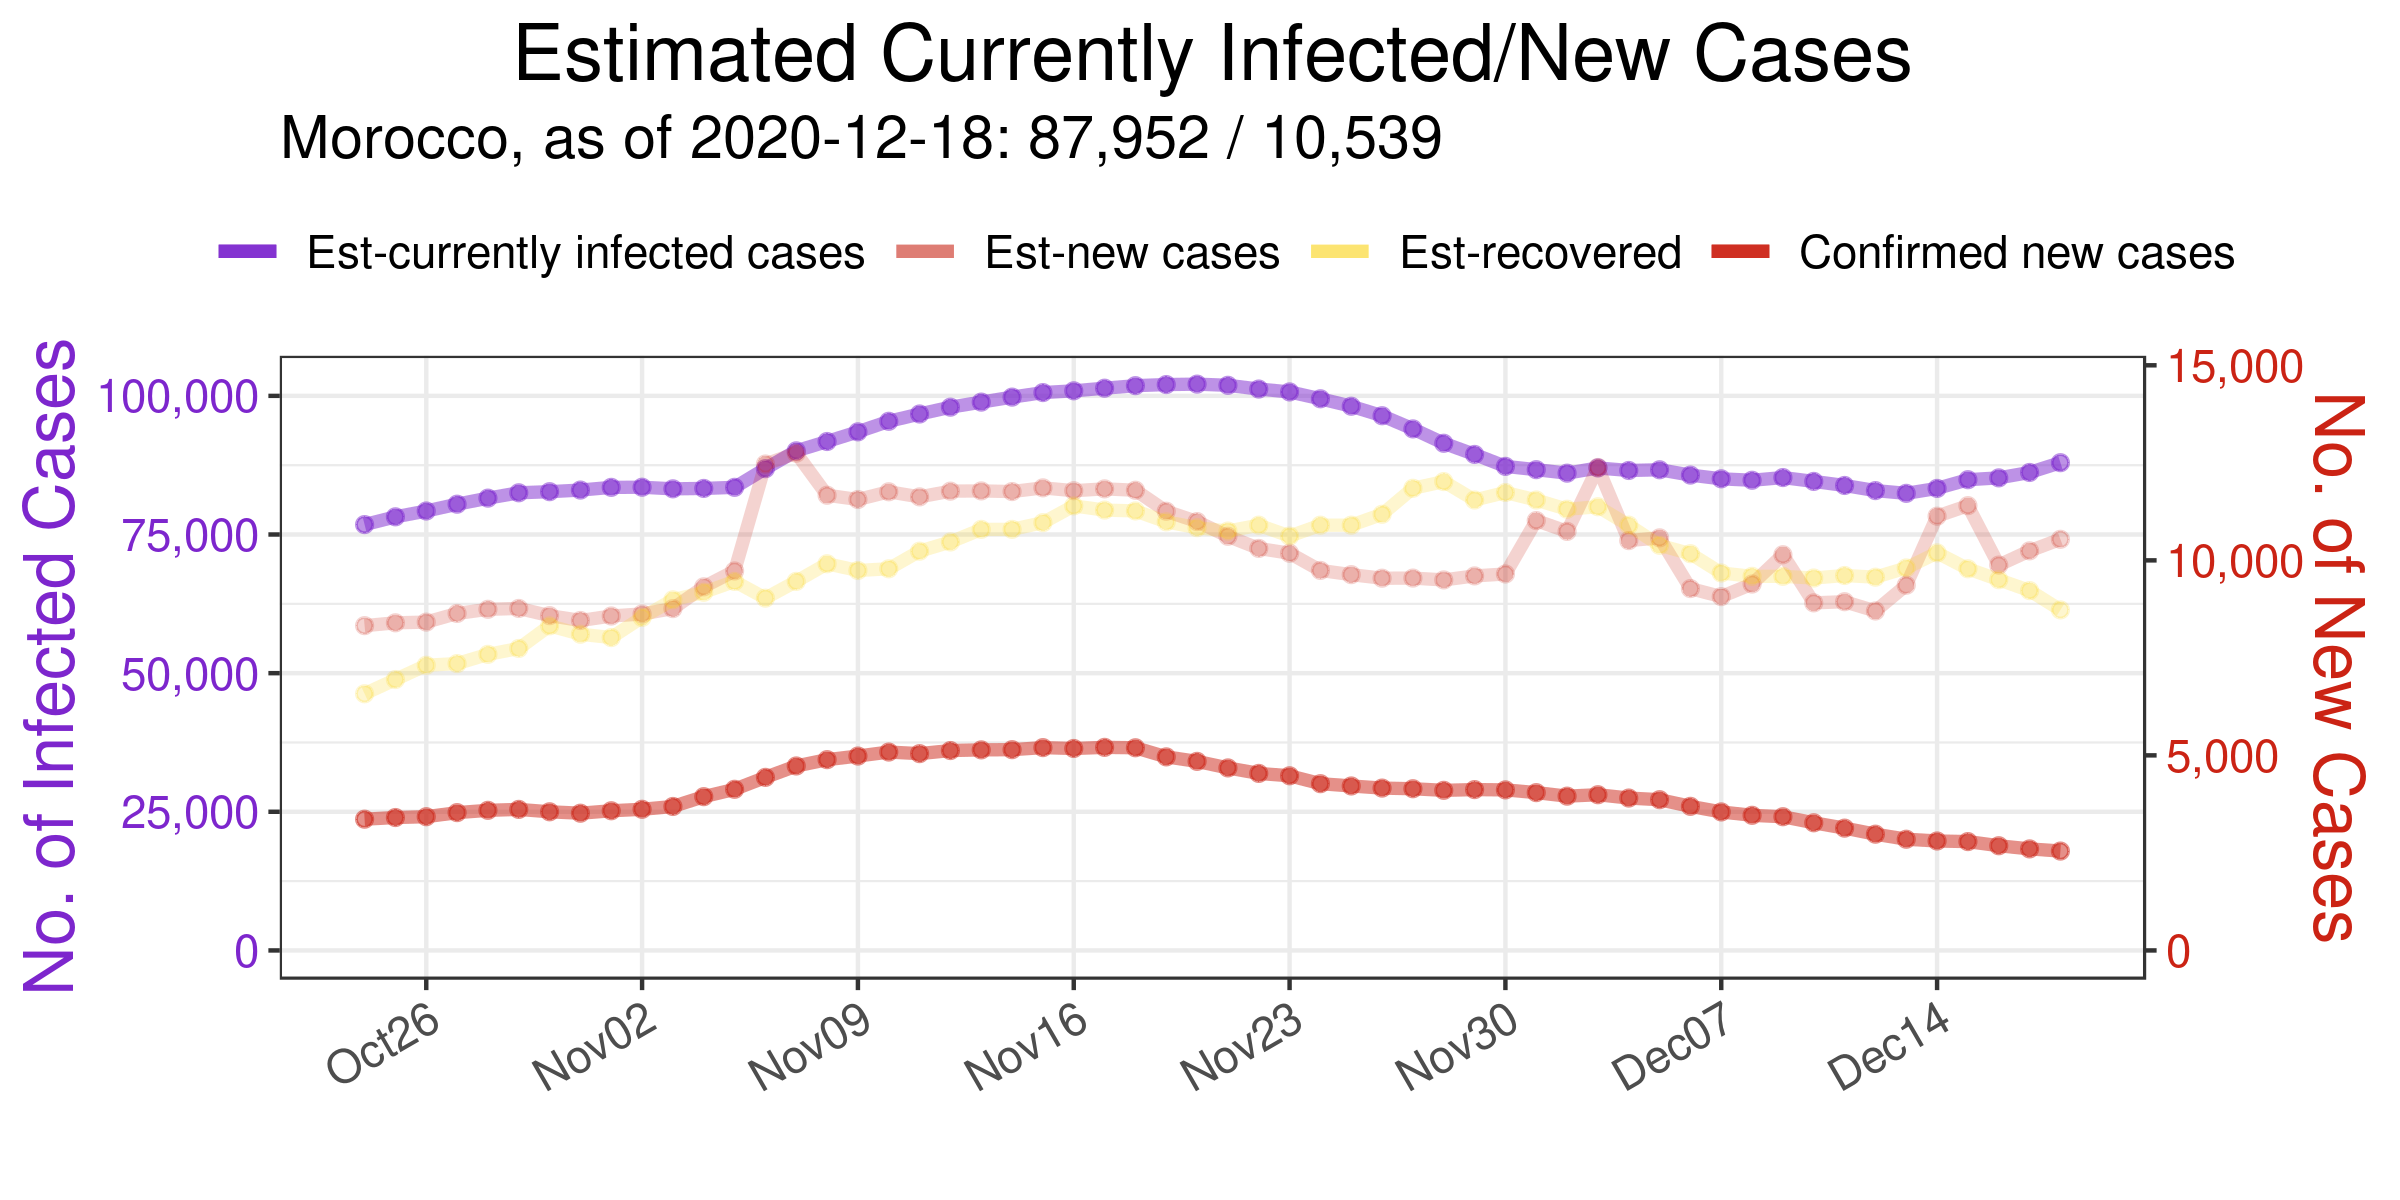 Estimated Currently Infected/New Cases
Morocco, as of 2020-12-18: 87,952 / 10,539
Est-currently infected cases Est-new cases Est-recovered Confirmed new cases
No. of Infected Cases
100,000
75,000
50,000
25,000
0
15,000
10,000
5,000
0
No. of New Cases
Oct26 Nov02 Nov09 Nov16 Nov23 Nov30 Dec07 Dec14